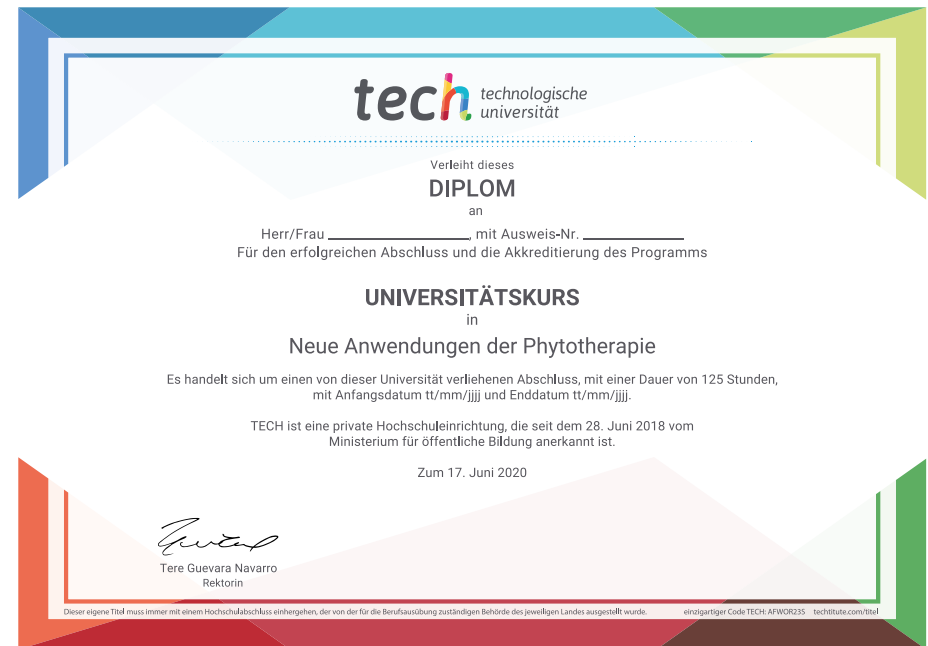 tech technologische
universität
Verleiht dieses
DIPLOM
an
Herr/Frau ____________________, mit Ausweis-Nr. ______________
Für den erfolgreichen Abschluss und die Akkreditierung des Programms
UNIVERSITÄTSKURS
in
Neue Anwendungen der Phytotherapie
Es handelt sich um einen von dieser Universität verliehenen Abschluss, mit einer Dauer von 125 Stunden,
mit Anfangsdatum tt/mm/jjjj und Enddatum tt/mm/jjjj.
TECH ist eine private Hochschuleinrichtung, die seit dem 28. Juni 2018 vom
Ministerium für öffentliche Bildung anerkannt ist.
Zum 17. Juni 2020
Tere Guevara Navarro
Rektorin
Dieser eigene Titel muss immer mit einem Hochschulabschluss einhergehen, der von der für die Berufsausübung zuständigen Behörde des jeweiligen Landes ausgestellt wurde. einzigartiger Code TECH: AFWOR23S techtitute.com/titel